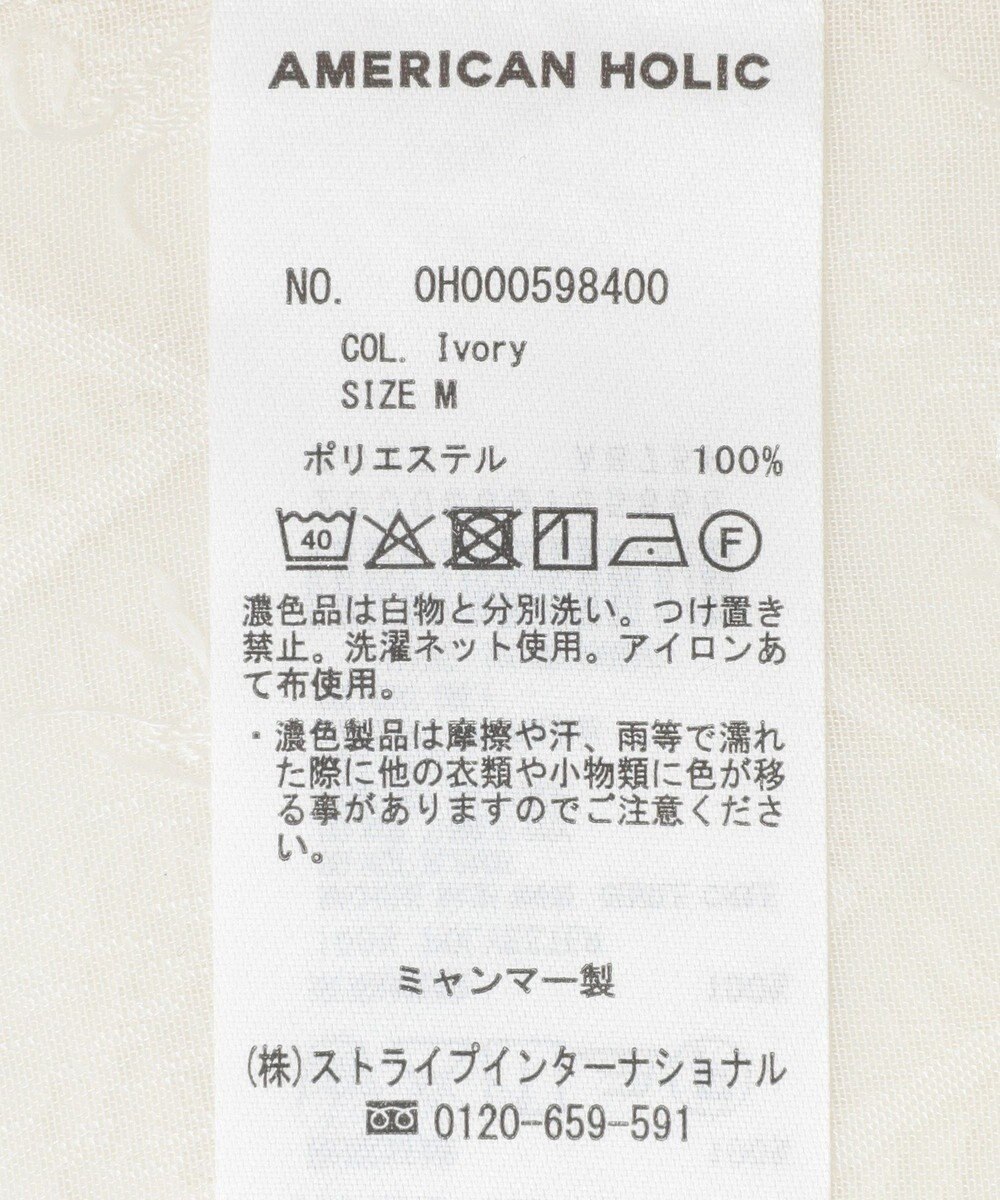 AMERICAN HOLIC
NO. 0H000598400
COL. Ivory
SIZE M
ポリエステル 100%
40 F
濃色品は白物と分別洗い。つけ置き
禁止。洗濯ネット使用。アイロンあ
て布使用。
・濃色製品は摩擦や汗、雨等で濡れ
た際に他の衣類や小物類に色が移
る事がありますのでご注意くださ
い。
ミャンマー製
(株)ストライプインターナショナル
0120-659-591